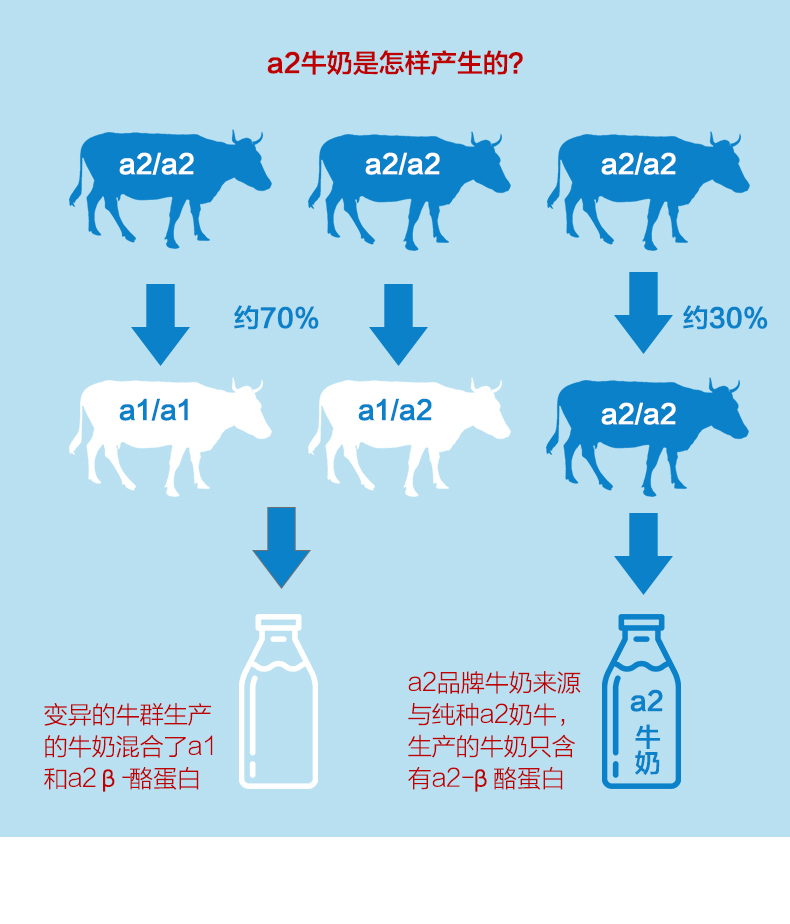 a2牛奶是怎样产生的?
a2/a2
a2/a2
a2/a2
约70%
约30%
a1/a1
a1/a2
a2/a2
变异的牛群生产
的牛奶混合了a1
和a2 β -酪蛋白
a2品牌牛奶来源
与纯种a2奶牛，
生产的牛奶只含
有a2-β 酪蛋白
a2
牛
奶